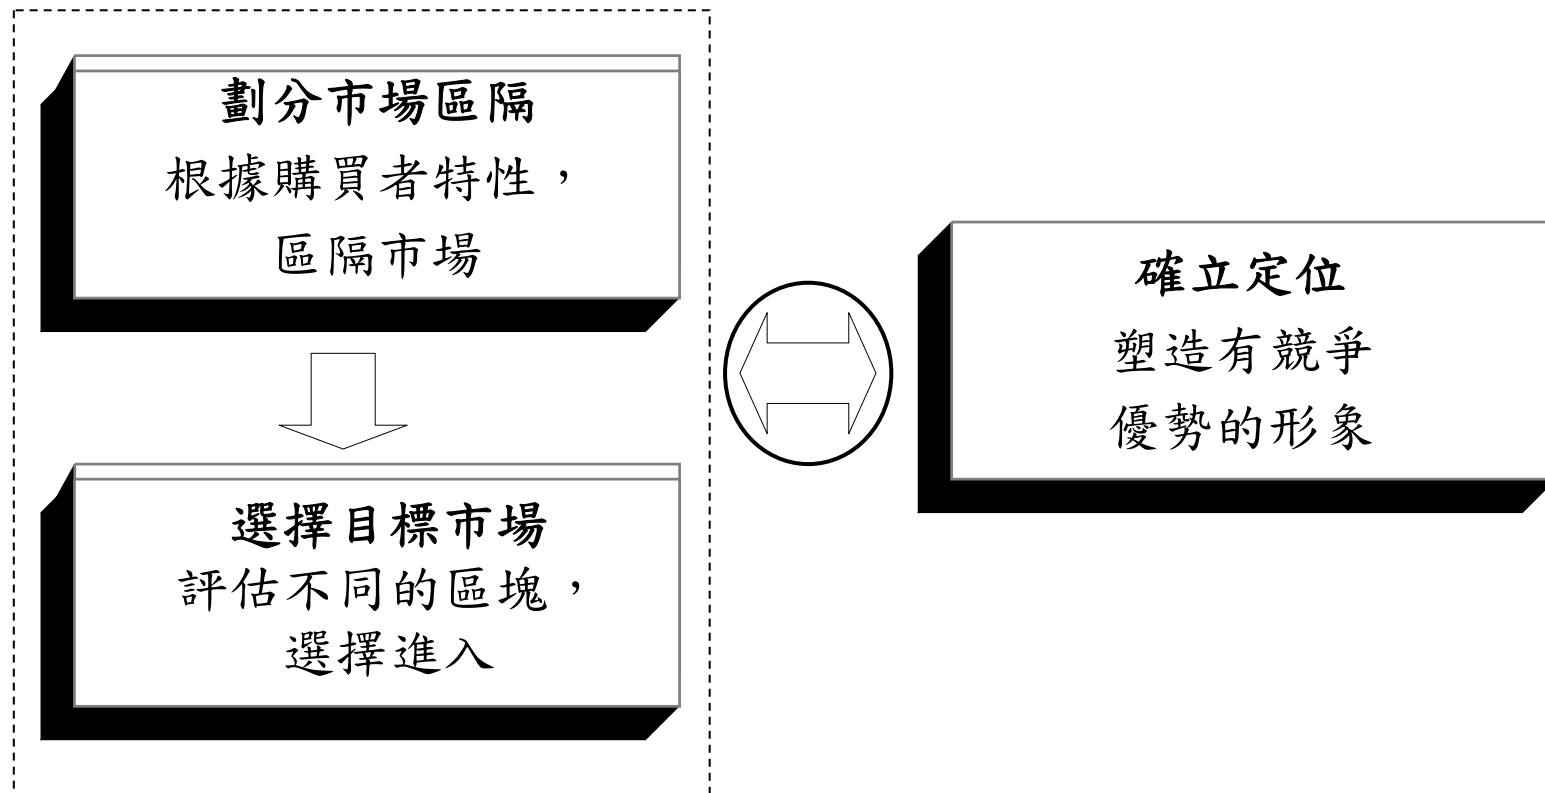 劃分市場區隔
根據購買者特性，
區隔市場
選擇目標市場
評估不同的區塊，
選擇進入
確立定位
塑造有競爭
優勢的形象